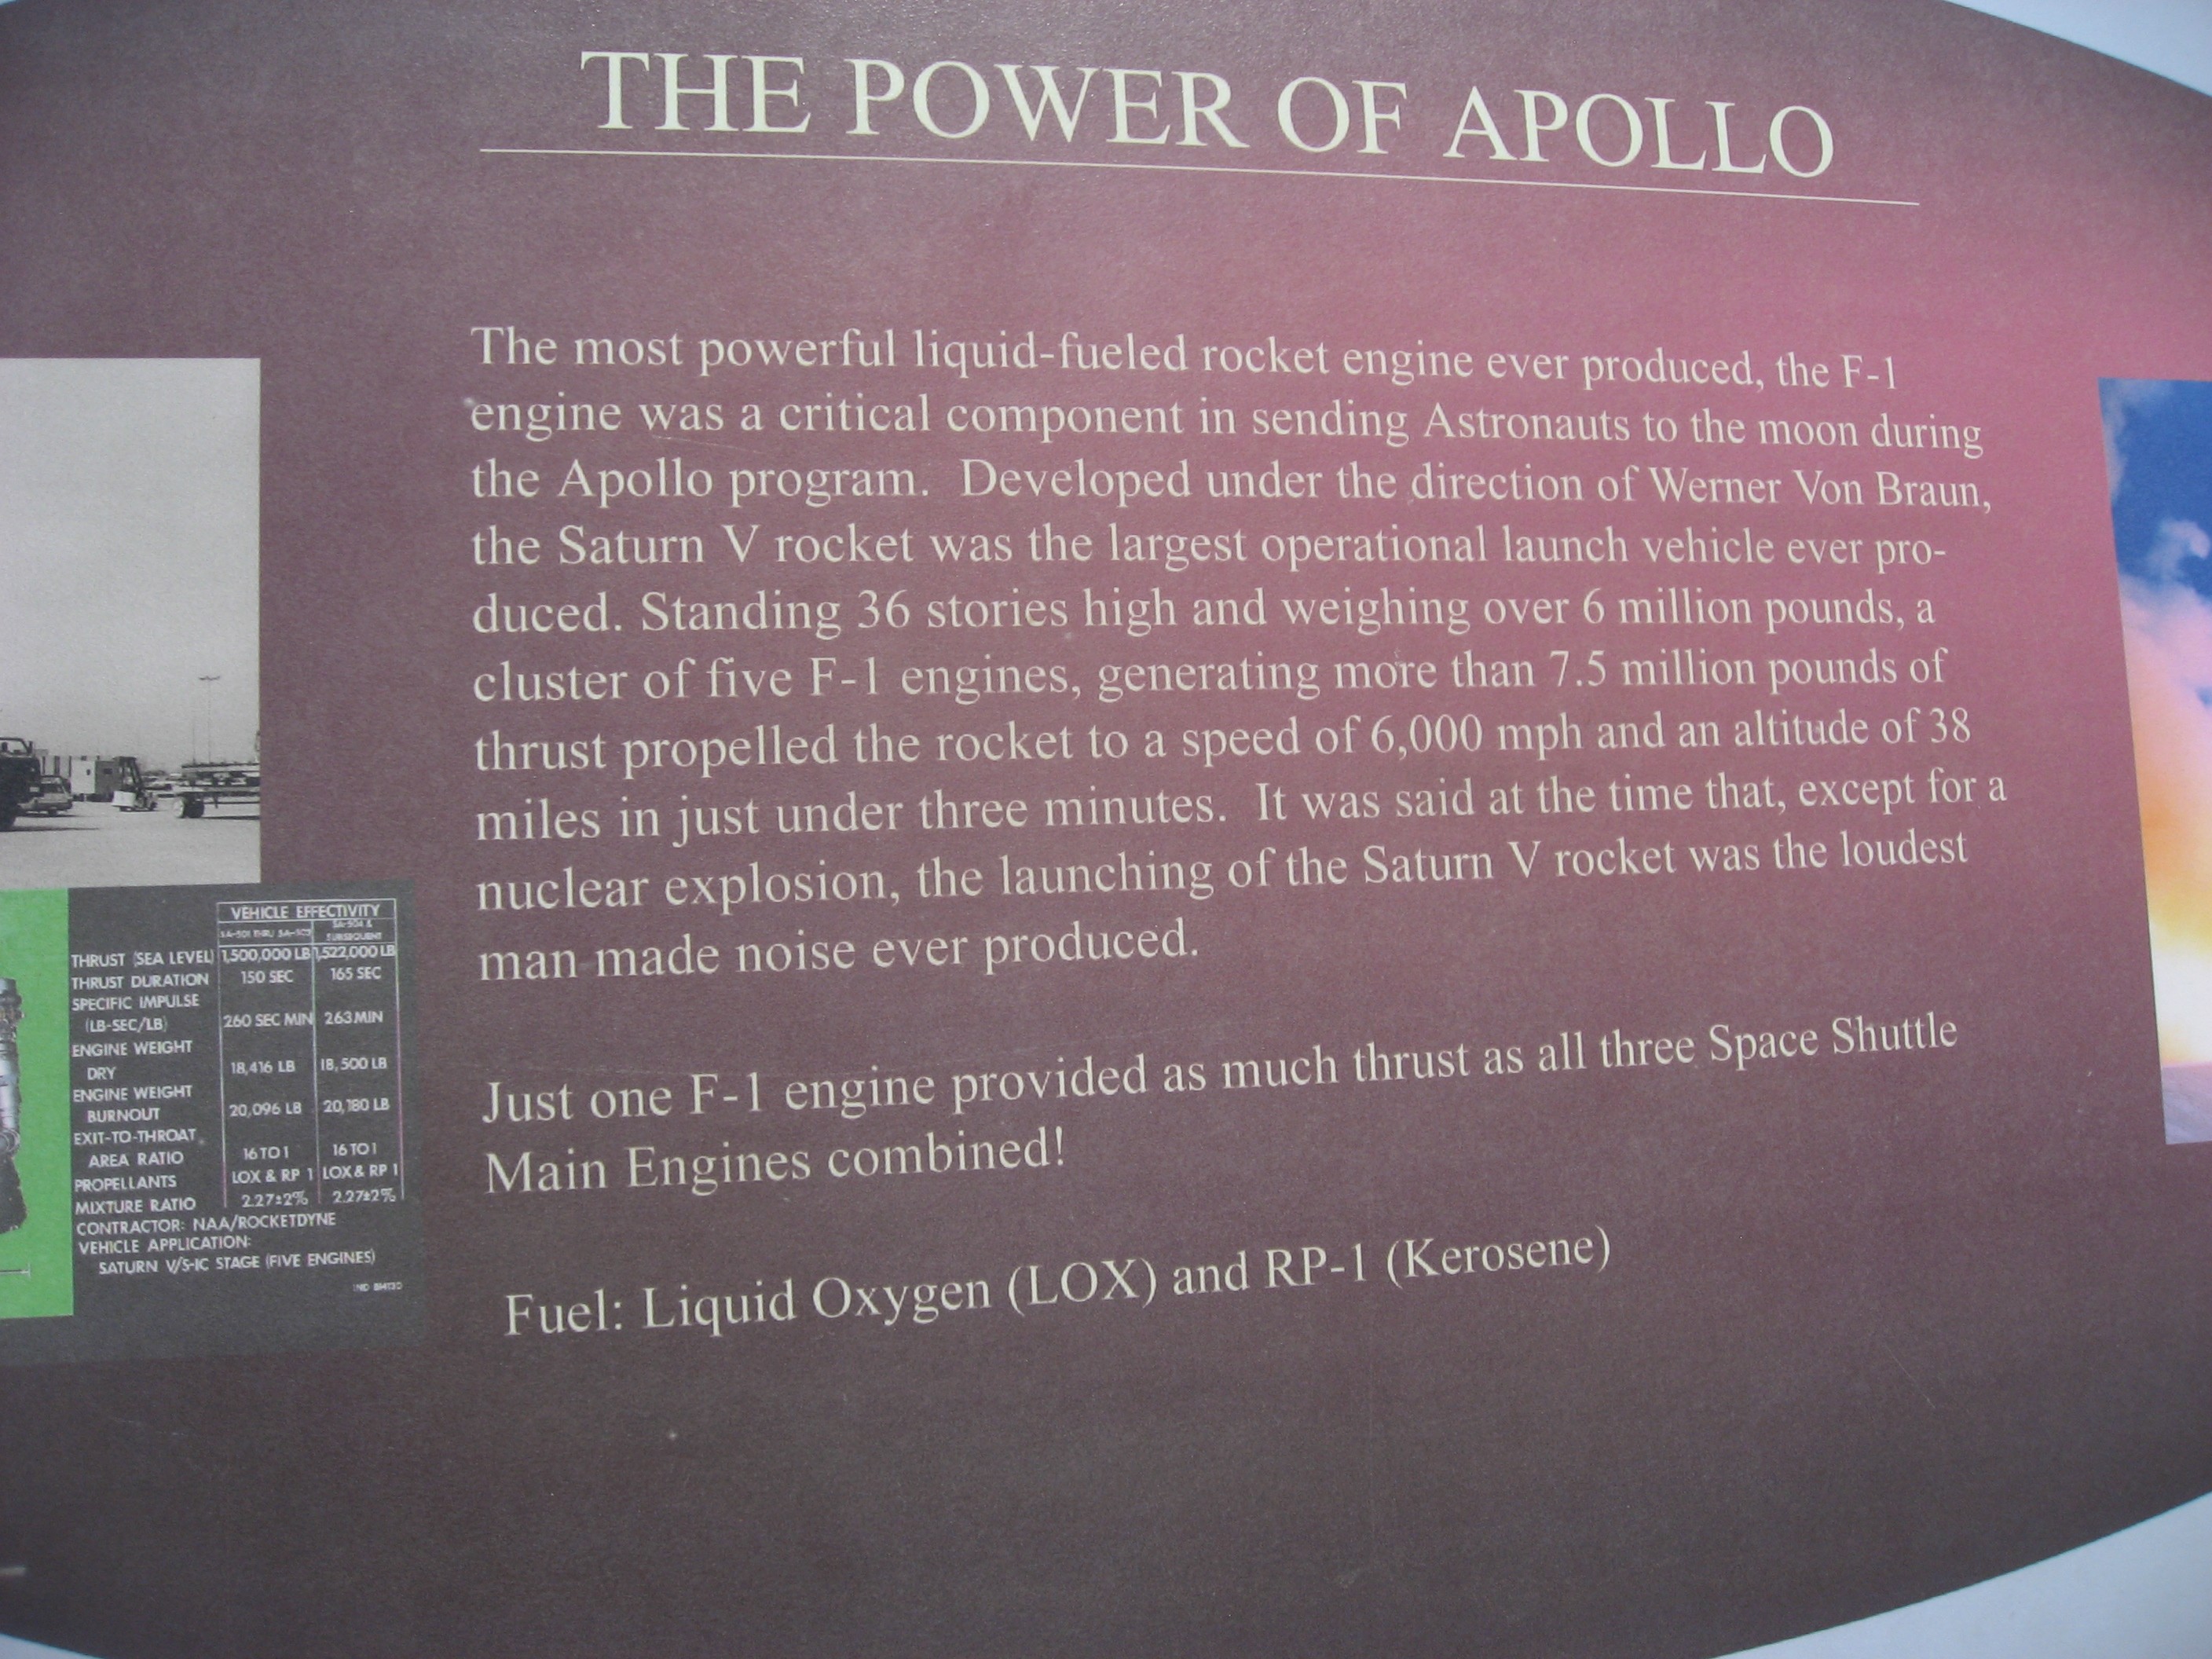 THE POWER OF APOLLO
The most powerful liquid-fueled rocket engine ever produced, the F-1
engine was a critical component in sending Astronauts to the moon during
the Apollo program. Developed under the direction of Werner Von Braun,
the Saturn V rocket was the largest operational launch vehicle ever pro-
duced. Standing 36 stories high and weighing over 6 million pounds, a
cluster of five F-1 engines, generating more than 7.5 million pounds of
thrust propelled the rocket to a speed of 6,000 mph and an altitude of 38
miles in just under three minutes. It was said at the time that, except for a
nuclear explosion, the launching of the Saturn V rocket was the loudest
man made noise ever produced.
Just one F-1 engine provided as much thrust as all three Space Shuttle
Main Engines combined!
Fuel: Liquid Oxygen (LOX) and RP-1 (Kerosene)
VEHICLE EFFECTIVITY
SA-501 THRU SA-503 SA-504 & SUBSEQUENT
THRUST (SEA LEVEL) 1,500,000 LB 1,522,000 LB
THRUST DURATION 150 SEC 165 SEC
SPECIFIC IMPULSE
(LB-SEC/LB) 260 SEC MIN 263 MIN
ENGINE WEIGHT
DRY 18,416 LB 18,500 LB
ENGINE WEIGHT
BURNOUT 20,096 LB 20,180 LB
EXIT-TO-THROAT
AREA RATIO 16 TO 1 16 TO 1
PROPELLANTS LOX & RP 1 LOX & RP 1
MIXTURE RATIO 2.27±2% 2.27±2%
CONTRACTOR: NAA/ROCKETDYNE
VEHICLE APPLICATION:
SATURN V/S-IC STAGE (FIVE ENGINES)